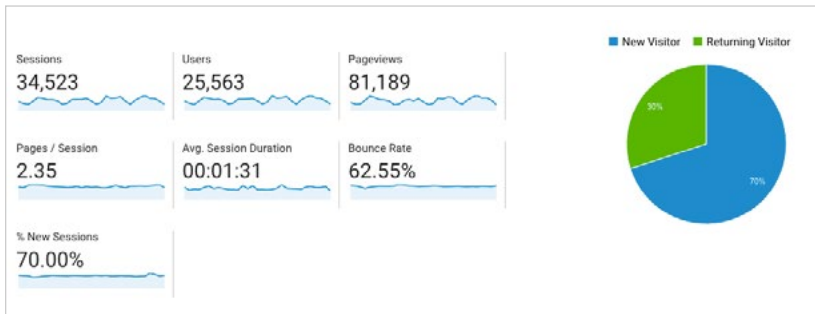 New Visitor Returning Visitor
Sessions Users Pageviews
34,523 25,563 81,189
30%
Pages / Session Avg. Session Duration Bounce Rate
2.35 00:01:31 62.55%
70%
% New Sessions
70.00%